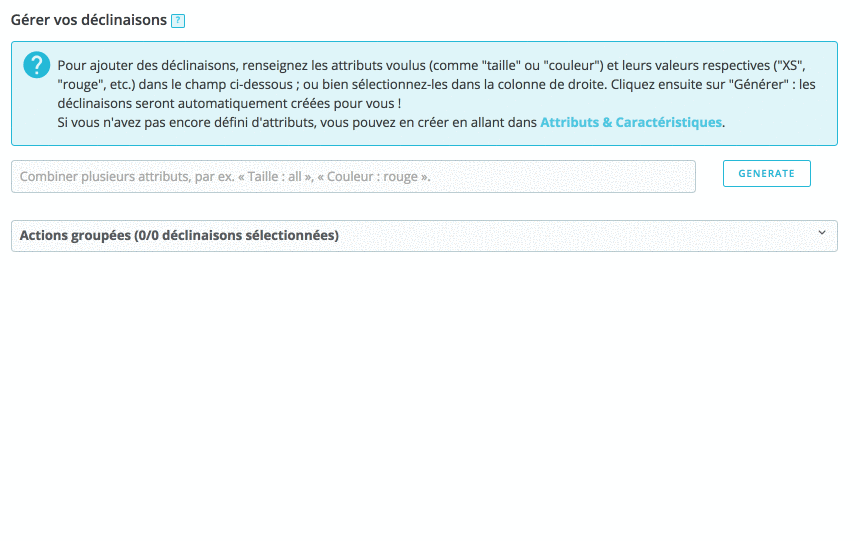 Gérer vos déclinaisons ?
? Pour ajouter des déclinaisons, renseignez les attributs voulus (comme "taille" ou "couleur") et leurs valeurs respectives ("XS",
"rouge", etc.) dans le champ ci-dessous ; ou bien sélectionnez-les dans la colonne de droite. Cliquez ensuite sur "Générer" : les
déclinaisons seront automatiquement créées pour vous !
Si vous n'avez pas encore défini d'attributs, vous pouvez en créer en allant dans Attributs & Caractéristiques.
Combiner plusieurs attributs, par ex. « Taille : all », « Couleur : rouge ».
GENERATE
Actions groupées (0/0 déclinaisons sélectionnées)